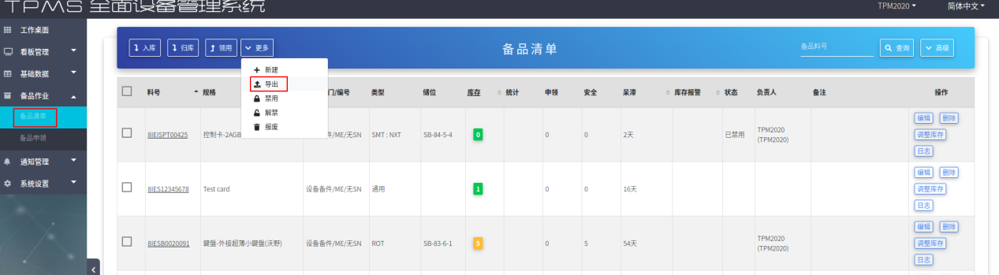 TPMS 全面设备管理系统
TPM2020
简体中文
工作桌面
看板管理
基础数据
备品作业
备品清单
备品申领
通知管理
系统设置
入库 归库 领用 更多
备品清单
备品料号
查询 高级
新建
导出
禁用
解禁
报废
料号 规格 门/编号 类型 储位 库存 统计 申领 安全 呆滞 库存报警 状态 负责人 备注 操作
8IEISPT00425 控制卡-2AGB 件/ME/无SN SMT : NXT SB-84-5-4 0 0 0 2天 已禁用 TPM2020 (TPM2020)
编辑 删除
调整库存
日志
8IES12345678 Test card 设备备件/ME/无SN 通用 1 0 0 16天
编辑 删除
调整库存
日志
8IESB0020091 鍵盤-外接超薄小鍵盤(沃野) 设备备件/ME/无SN ROT SB-83-6-1 5 0 5 54天 TPM2020 (TPM2020)
编辑 删除
调整库存
日志